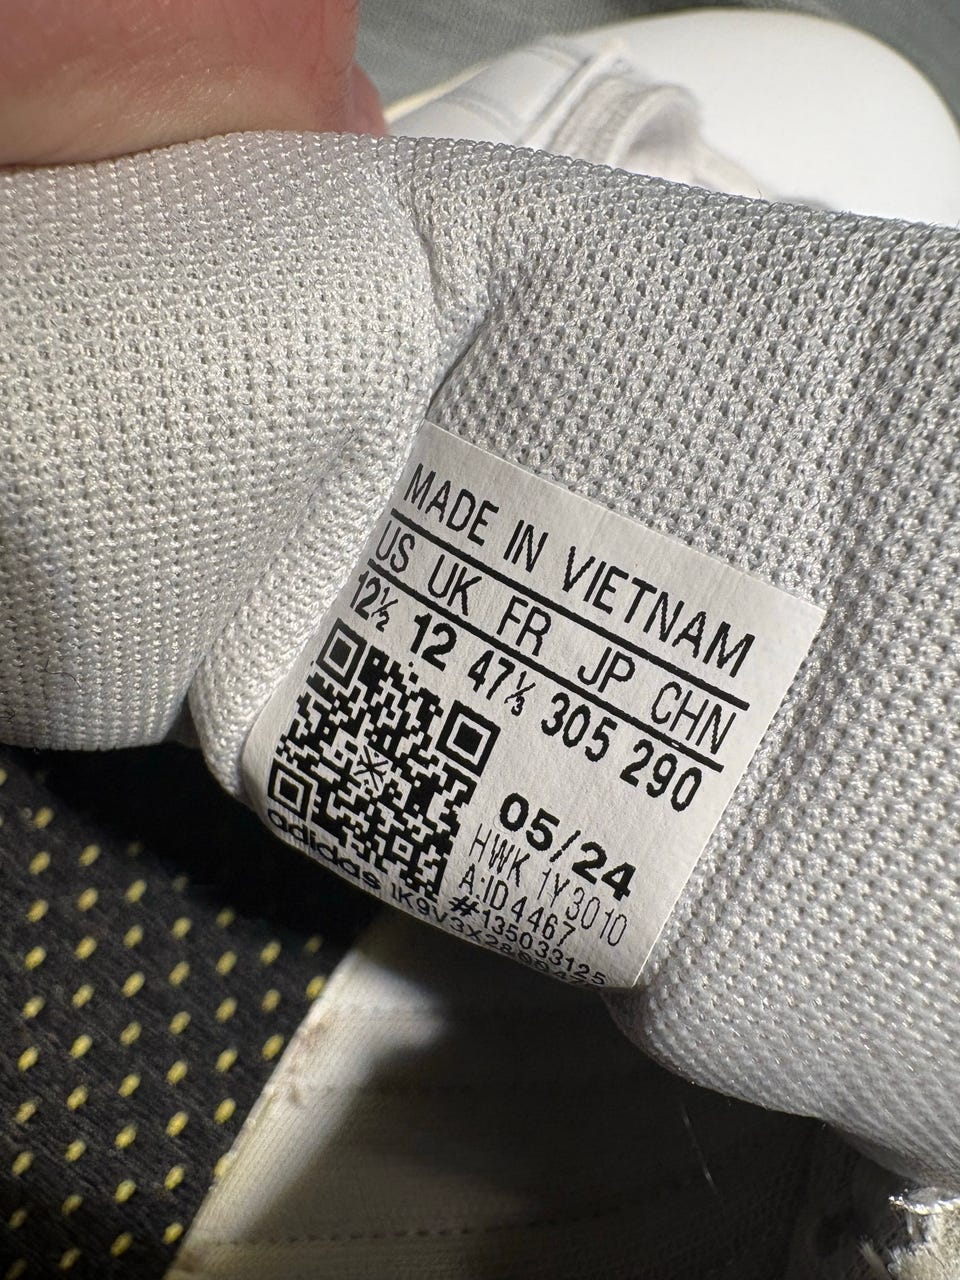 MADE IN VIETNAM
US UK FR JP CHN
12½ 12 47⅓ 305 290
05/24
HWK 1Y3010
A:ID4467
#135033125
adidas